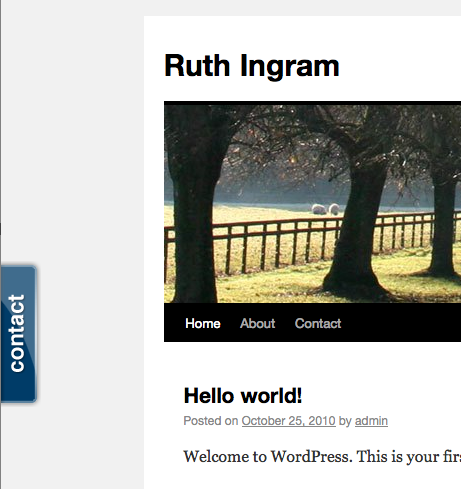 Ruth Ingram
Home About Contact
contact
Hello world!
Posted on October 25, 2010 by admin
Welcome to WordPress. This is your